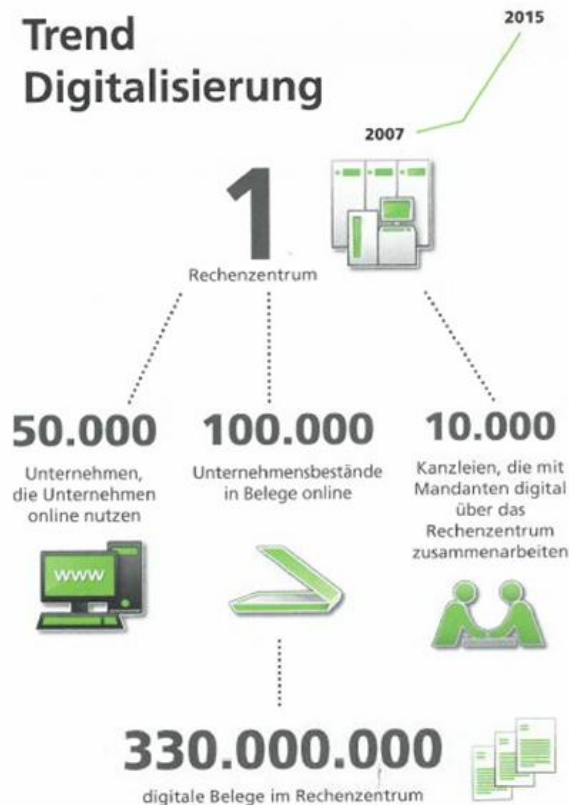 Trend
Digitalisierung
2015
2007
1
Rechenzentrum
50.000
Unternehmen,
die Unternehmen
online nutzen
www
100.000
Unternehmensbestände
in Belege online
10.000
Kanzleien, die mit
Mandanten digital
über das
Rechenzentrum
zusammenarbeiten
330.000.000
digitale Belege im Rechenzentrum